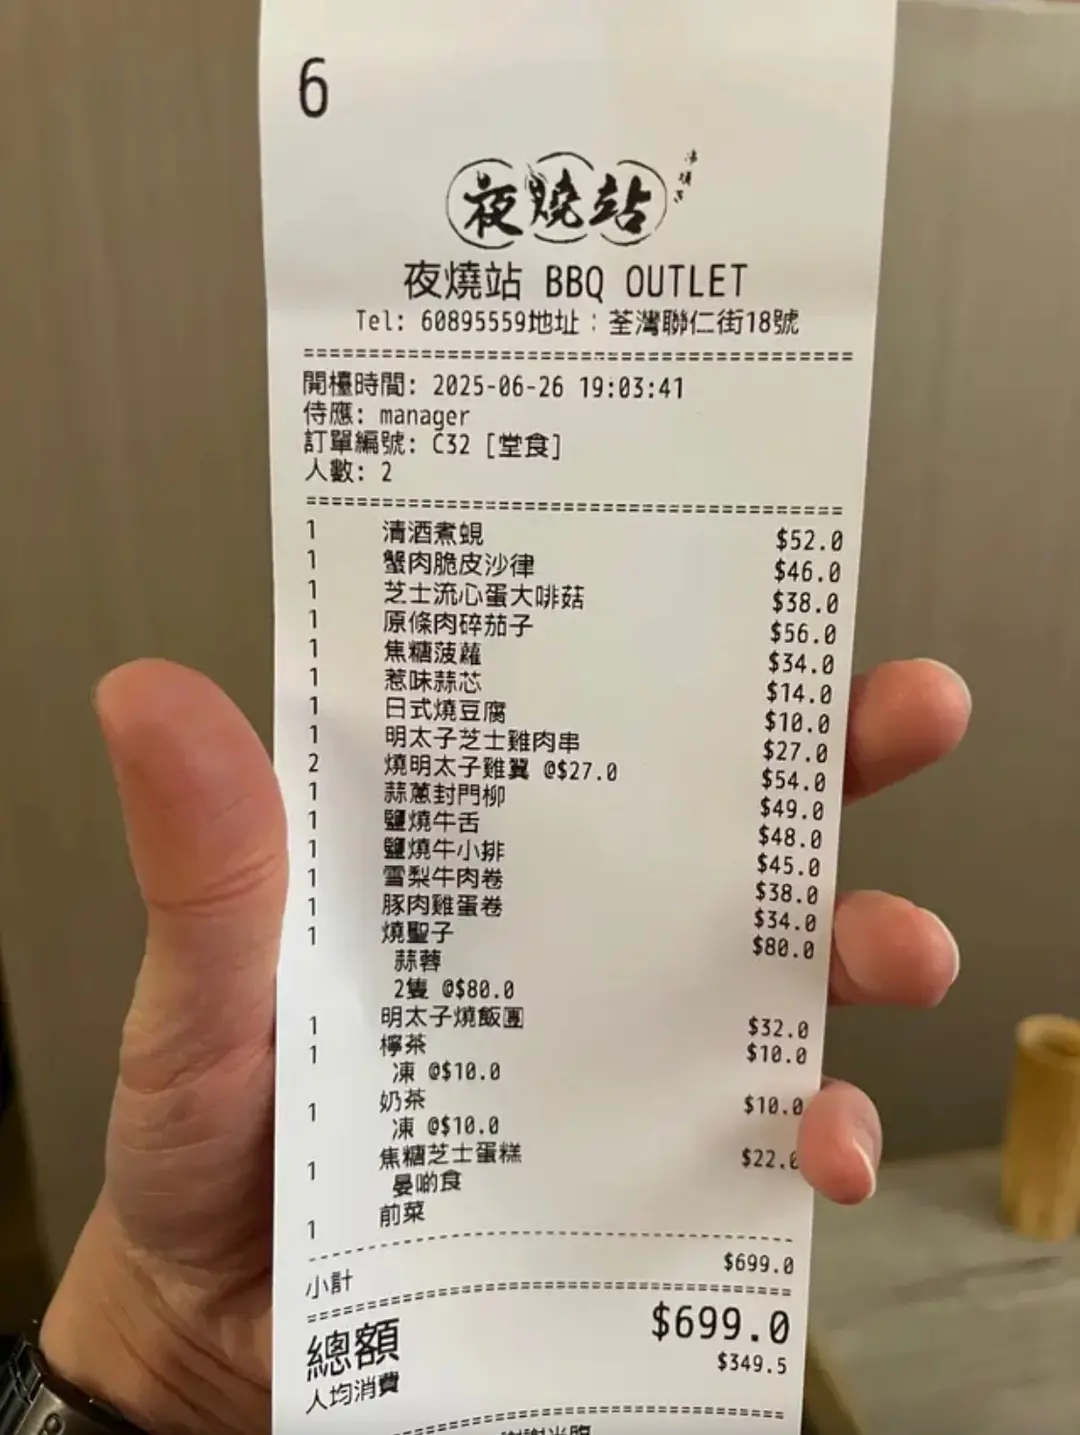 6
夜燒站
夜燒站 BBQ OUTLET
Tel: 60895559地址：荃灣聯仁街18號
======================================
開檯時間: 2025-06-26 19:03:41
侍應: manager
訂單編號: C32 [堂食]
人數: 2
======================================
1 清酒煮蜆 $52.0
1 蟹肉脆皮沙律 $46.0
1 芝士流心蛋大啡菇 $38.0
1 原條肉碎茄子 $56.0
1 焦糖菠蘿 $34.0
1 惹味蒜芯 $14.0
1 日式燒豆腐 $10.0
1 明太子芝士雞肉串 $27.0
2 燒明太子雞翼 @$27.0 $54.0
1 蒜蔥封門柳 $49.0
1 鹽燒牛舌 $48.0
1 鹽燒牛小排 $45.0
1 雪梨牛肉卷 $38.0
1 豚肉雞蛋卷 $34.0
1 燒聖子 $80.0
蒜蓉
2隻 @$80.0
1 明太子燒飯團 $32.0
1 檸茶 $10.0
凍 @$10.0
1 奶茶 $10.0
凍 @$10.0
1 焦糖芝士蛋糕 $22.0
晏啲食
1 前菜
--------------------------------------
小計 $699.0
======================================
總額 $699.0
人均消費 $349.5
======================================